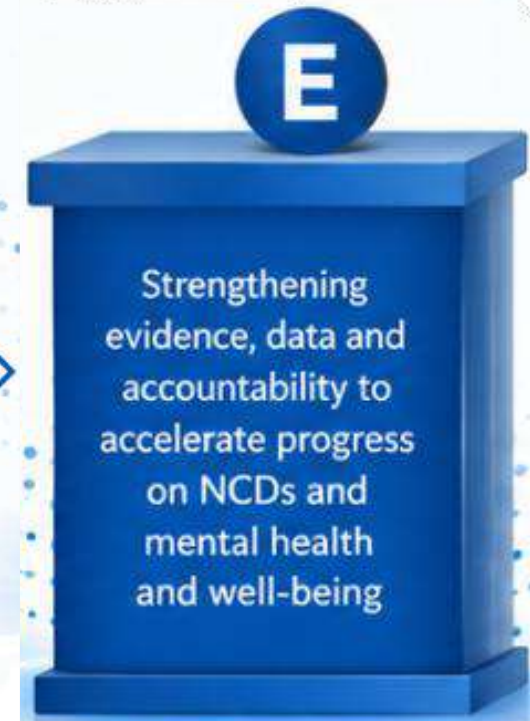 E
Strengthening
evidence, data and
accountability to
accelerate progress
on NCDs and
mental health
and well-being